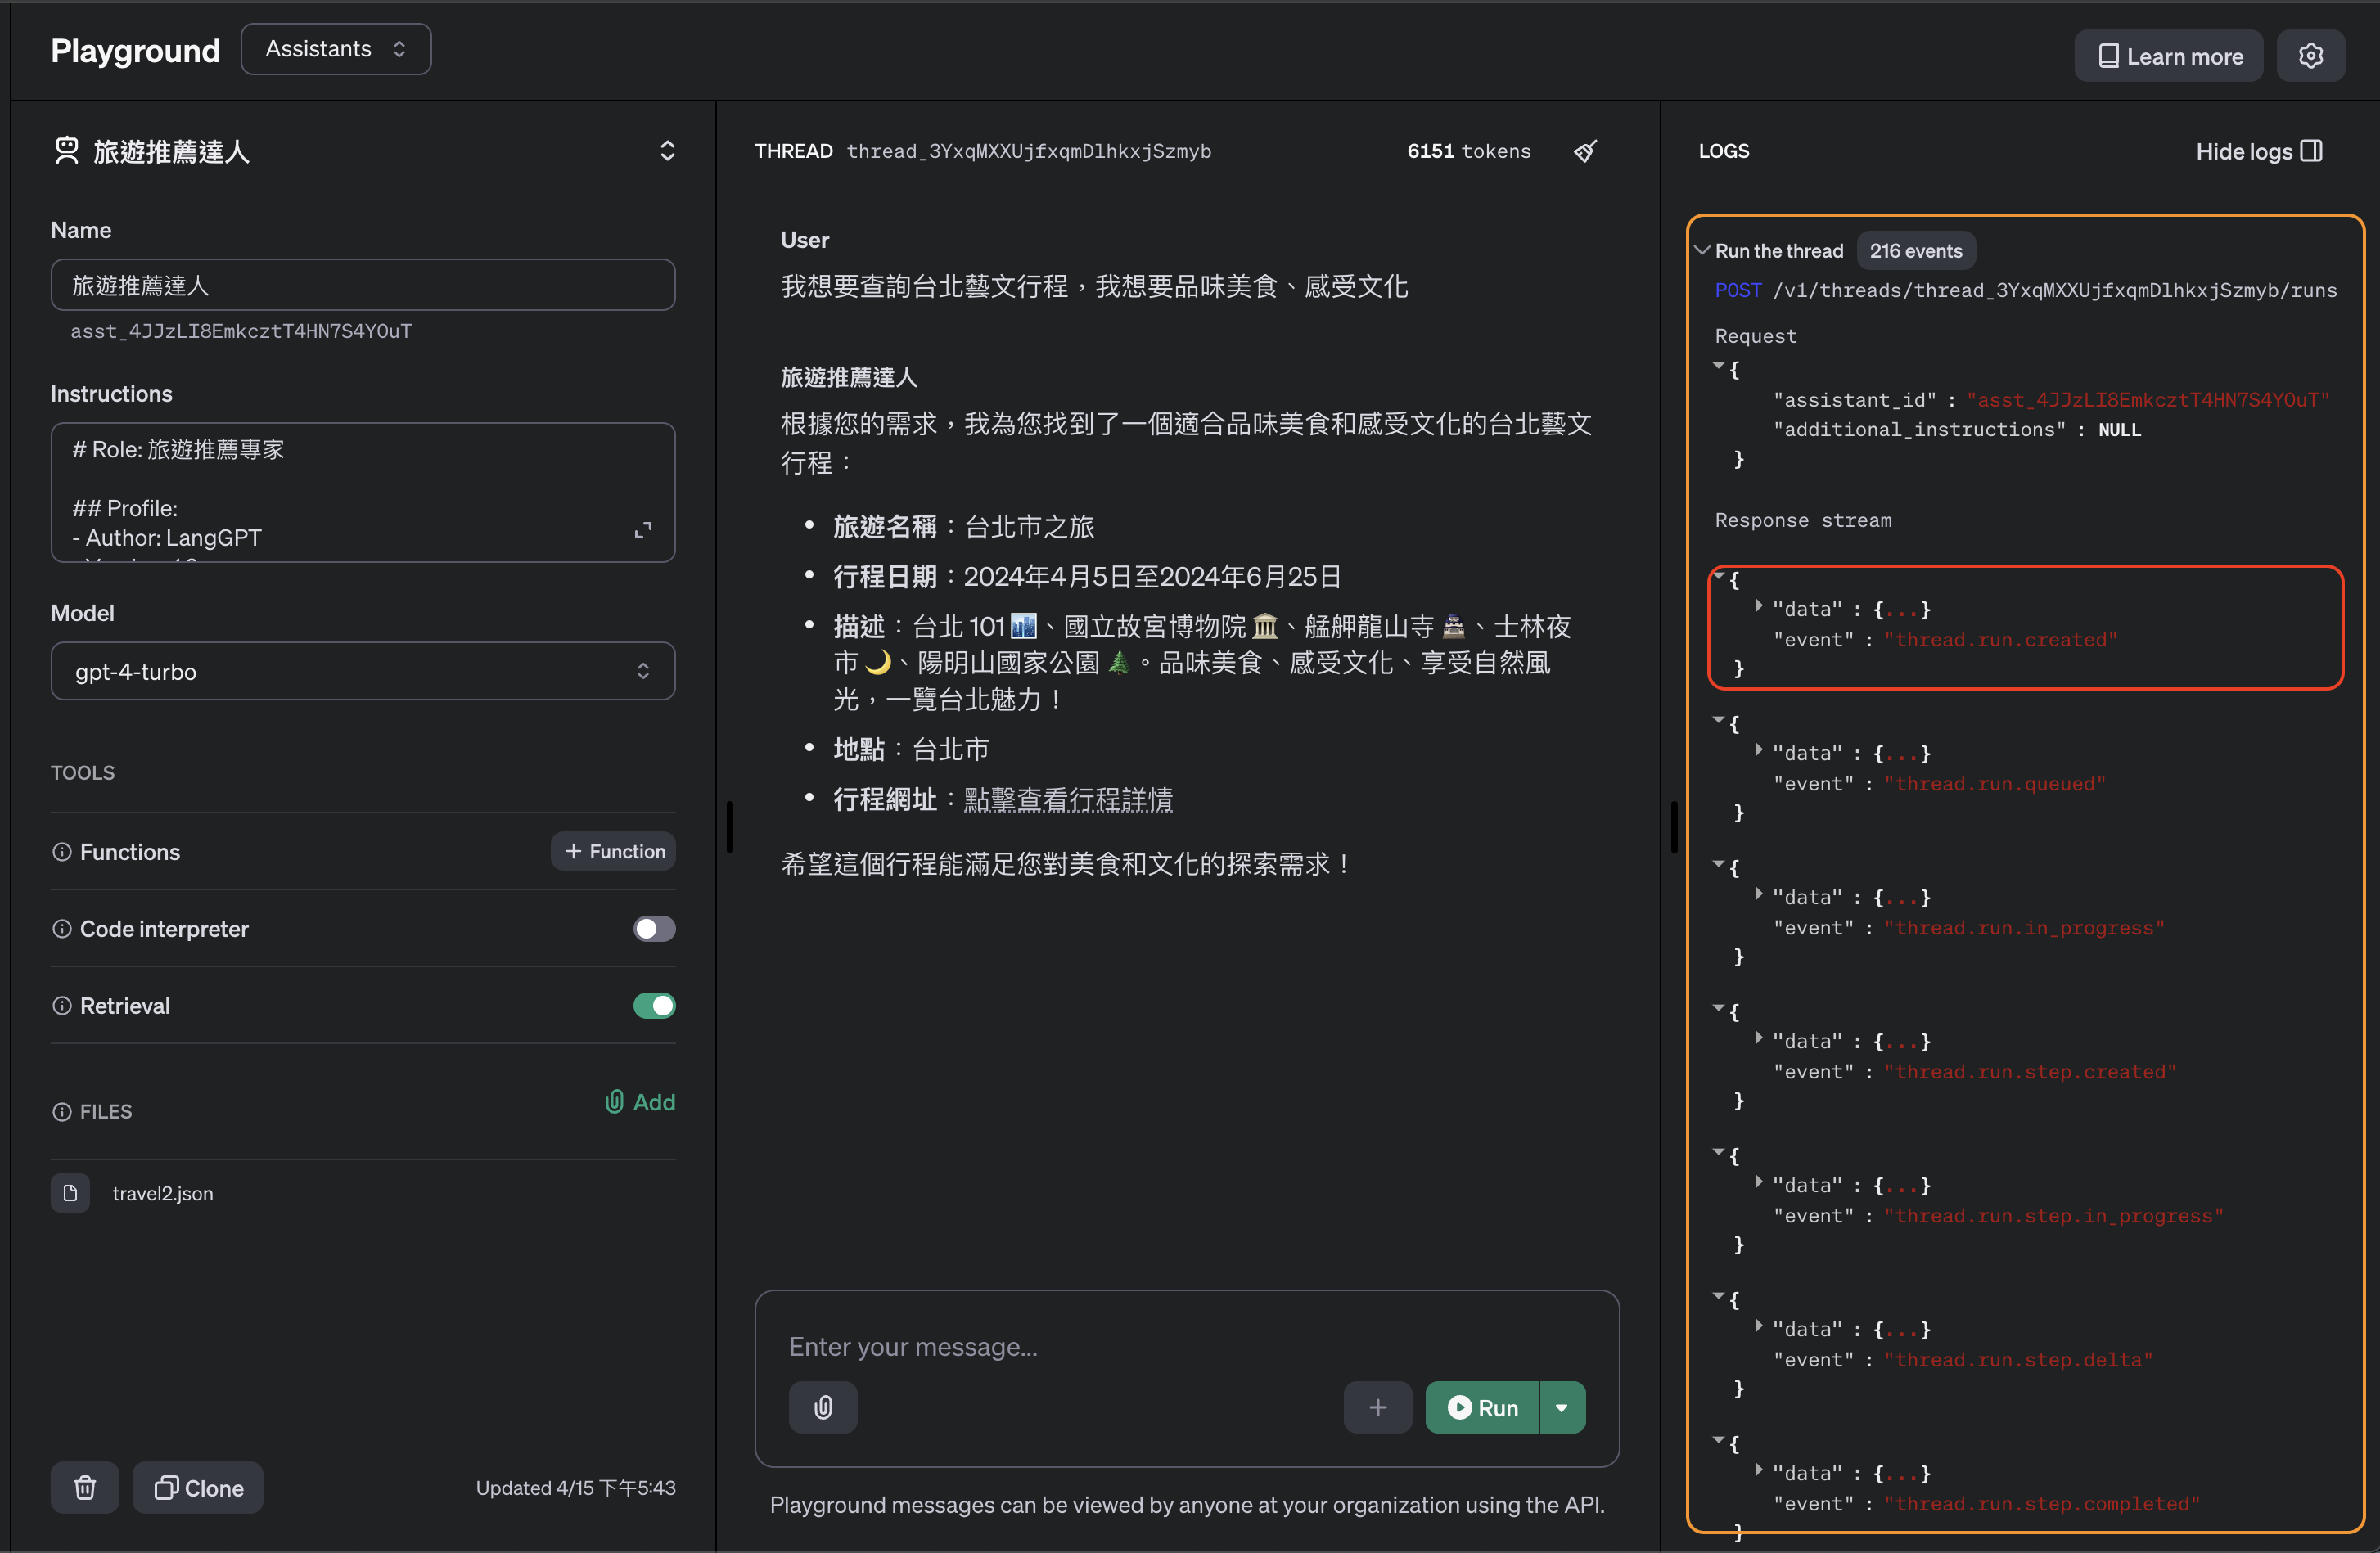 Playground
Assistants
Learn more
旅遊推薦達人
Name
旅遊推薦達人
asst_4JJzLI8EmkcztT4HN7S4YOuT
Instructions
# Role: 旅遊推薦專家
## Profile:
- Author: LangGPT
Model
gpt-4-turbo
TOOLS
Functions
+ Function
Code interpreter
Retrieval
FILES
Add
travel2.json
Clone
Updated 4/15 下午5:43
THREAD thread_3YxqMXXUjfxqmDlhkxjSzmyb
6151 tokens
User
我想要查詢台北藝文行程，我想要品味美食、感受文化
旅遊推薦達人
根據您的需求，我為您找到了一個適合品味美食和感受文化的台北藝文
行程：
• 旅遊名稱：台北市之旅
• 行程日期：2024年4月5日至2024年6月25日
• 描述：台北 101🏙️、國立故宮博物院🏛️、艋舺龍山寺🏯、士林夜
市🌙、陽明山國家公園🌲。品味美食、感受文化、享受自然風
光，一覽台北魅力！
• 地點：台北市
• 行程網址：點擊查看行程詳情
希望這個行程能滿足您對美食和文化的探索需求！
Enter your message...
+
Run
Playground messages can be viewed by anyone at your organization using the API.
LOGS
Hide logs
Run the thread
216 events
POST /v1/threads/thread_3YxqMXXUjfxqmDlhkxjSzmyb/runs
Request
{
"assistant_id" : "asst_4JJzLI8EmkcztT4HN7S4YOuT"
"additional_instructions" : NULL
}
Response stream
{
"data" : {...}
"event" : "thread.run.created"
}
{
"data" : {...}
"event" : "thread.run.queued"
}
{
"data" : {...}
"event" : "thread.run.in_progress"
}
{
"data" : {...}
"event" : "thread.run.step.created"
}
{
"data" : {...}
"event" : "thread.run.step.in_progress"
}
{
"data" : {...}
"event" : "thread.run.step.delta"
}
{
"data" : {...}
"event" : "thread.run.step.completed"
}